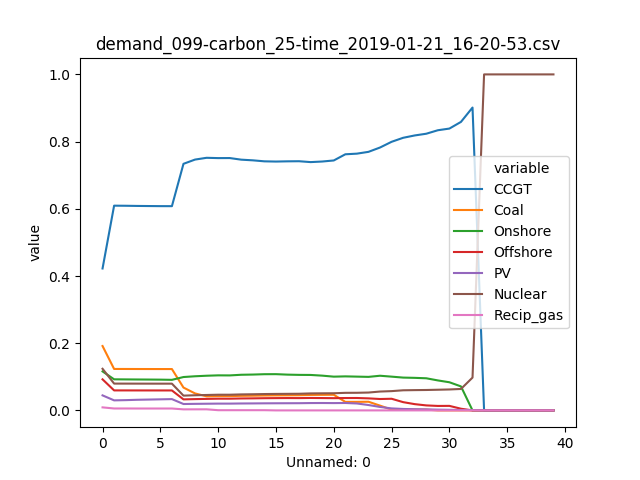 demand_099-carbon_25-time_2019-01-21_16-20-53.csv
1.0
0.8
0.6
0.4
0.2
0.0
value
variable
CCGT
Coal
Onshore
Offshore
PV
Nuclear
Recip_gas
0 5 10 15 20 25 30 35 40
Unnamed: 0